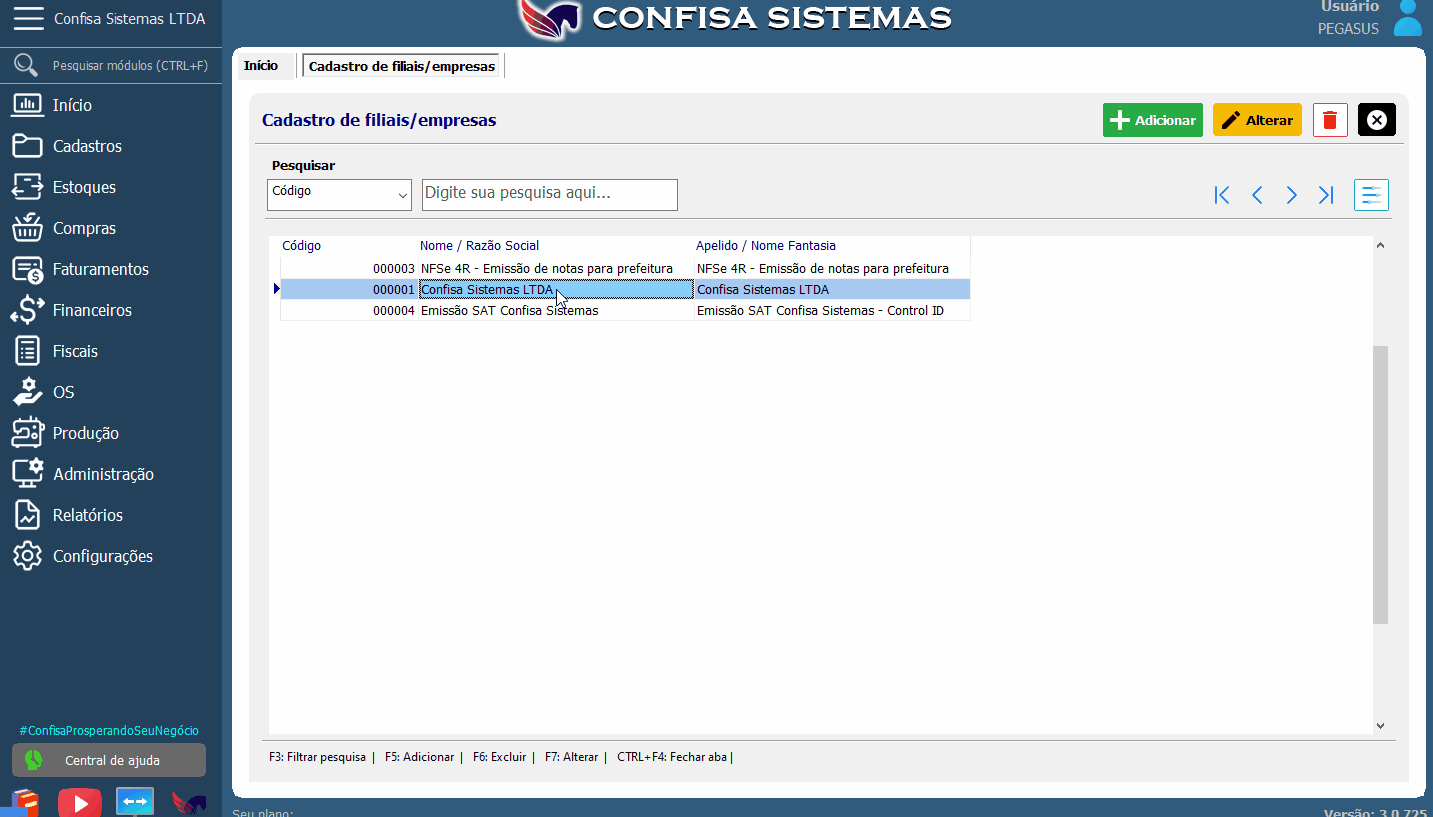 Confisa Sistemas LTDA
CONFISA SISTEMAS
Usuário
PEGASUS
Pesquisar módulos (CTRL+F)
Início
Cadastros
Estoques
Compras
Faturamentos
Financeiros
Fiscais
OS
Produção
Administração
Relatórios
Configurações
#ConfisaProsperandoSeuNegócio
Central de ajuda
Início
Cadastro de filiais/empresas
Cadastro de filiais/empresas
Adicionar
Alterar
Pesquisar
Código
Digite sua pesquisa aqui...
Código Nome / Razão Social Apelido / Nome Fantasia
000003 NFSe 4R - Emissão de notas para prefeitura NFSe 4R - Emissão de notas para prefeitura
000001 Confisa Sistemas LTDA Confisa Sistemas LTDA
000004 Emissão SAT Confisa Sistemas Emissão SAT Confisa Sistemas - Control ID
F3: Filtrar pesquisa | F5: Adicionar | F6: Excluir | F7: Alterar | CTRL+F4: Fechar aba |
Seu plano:
Versão: 3.0.725